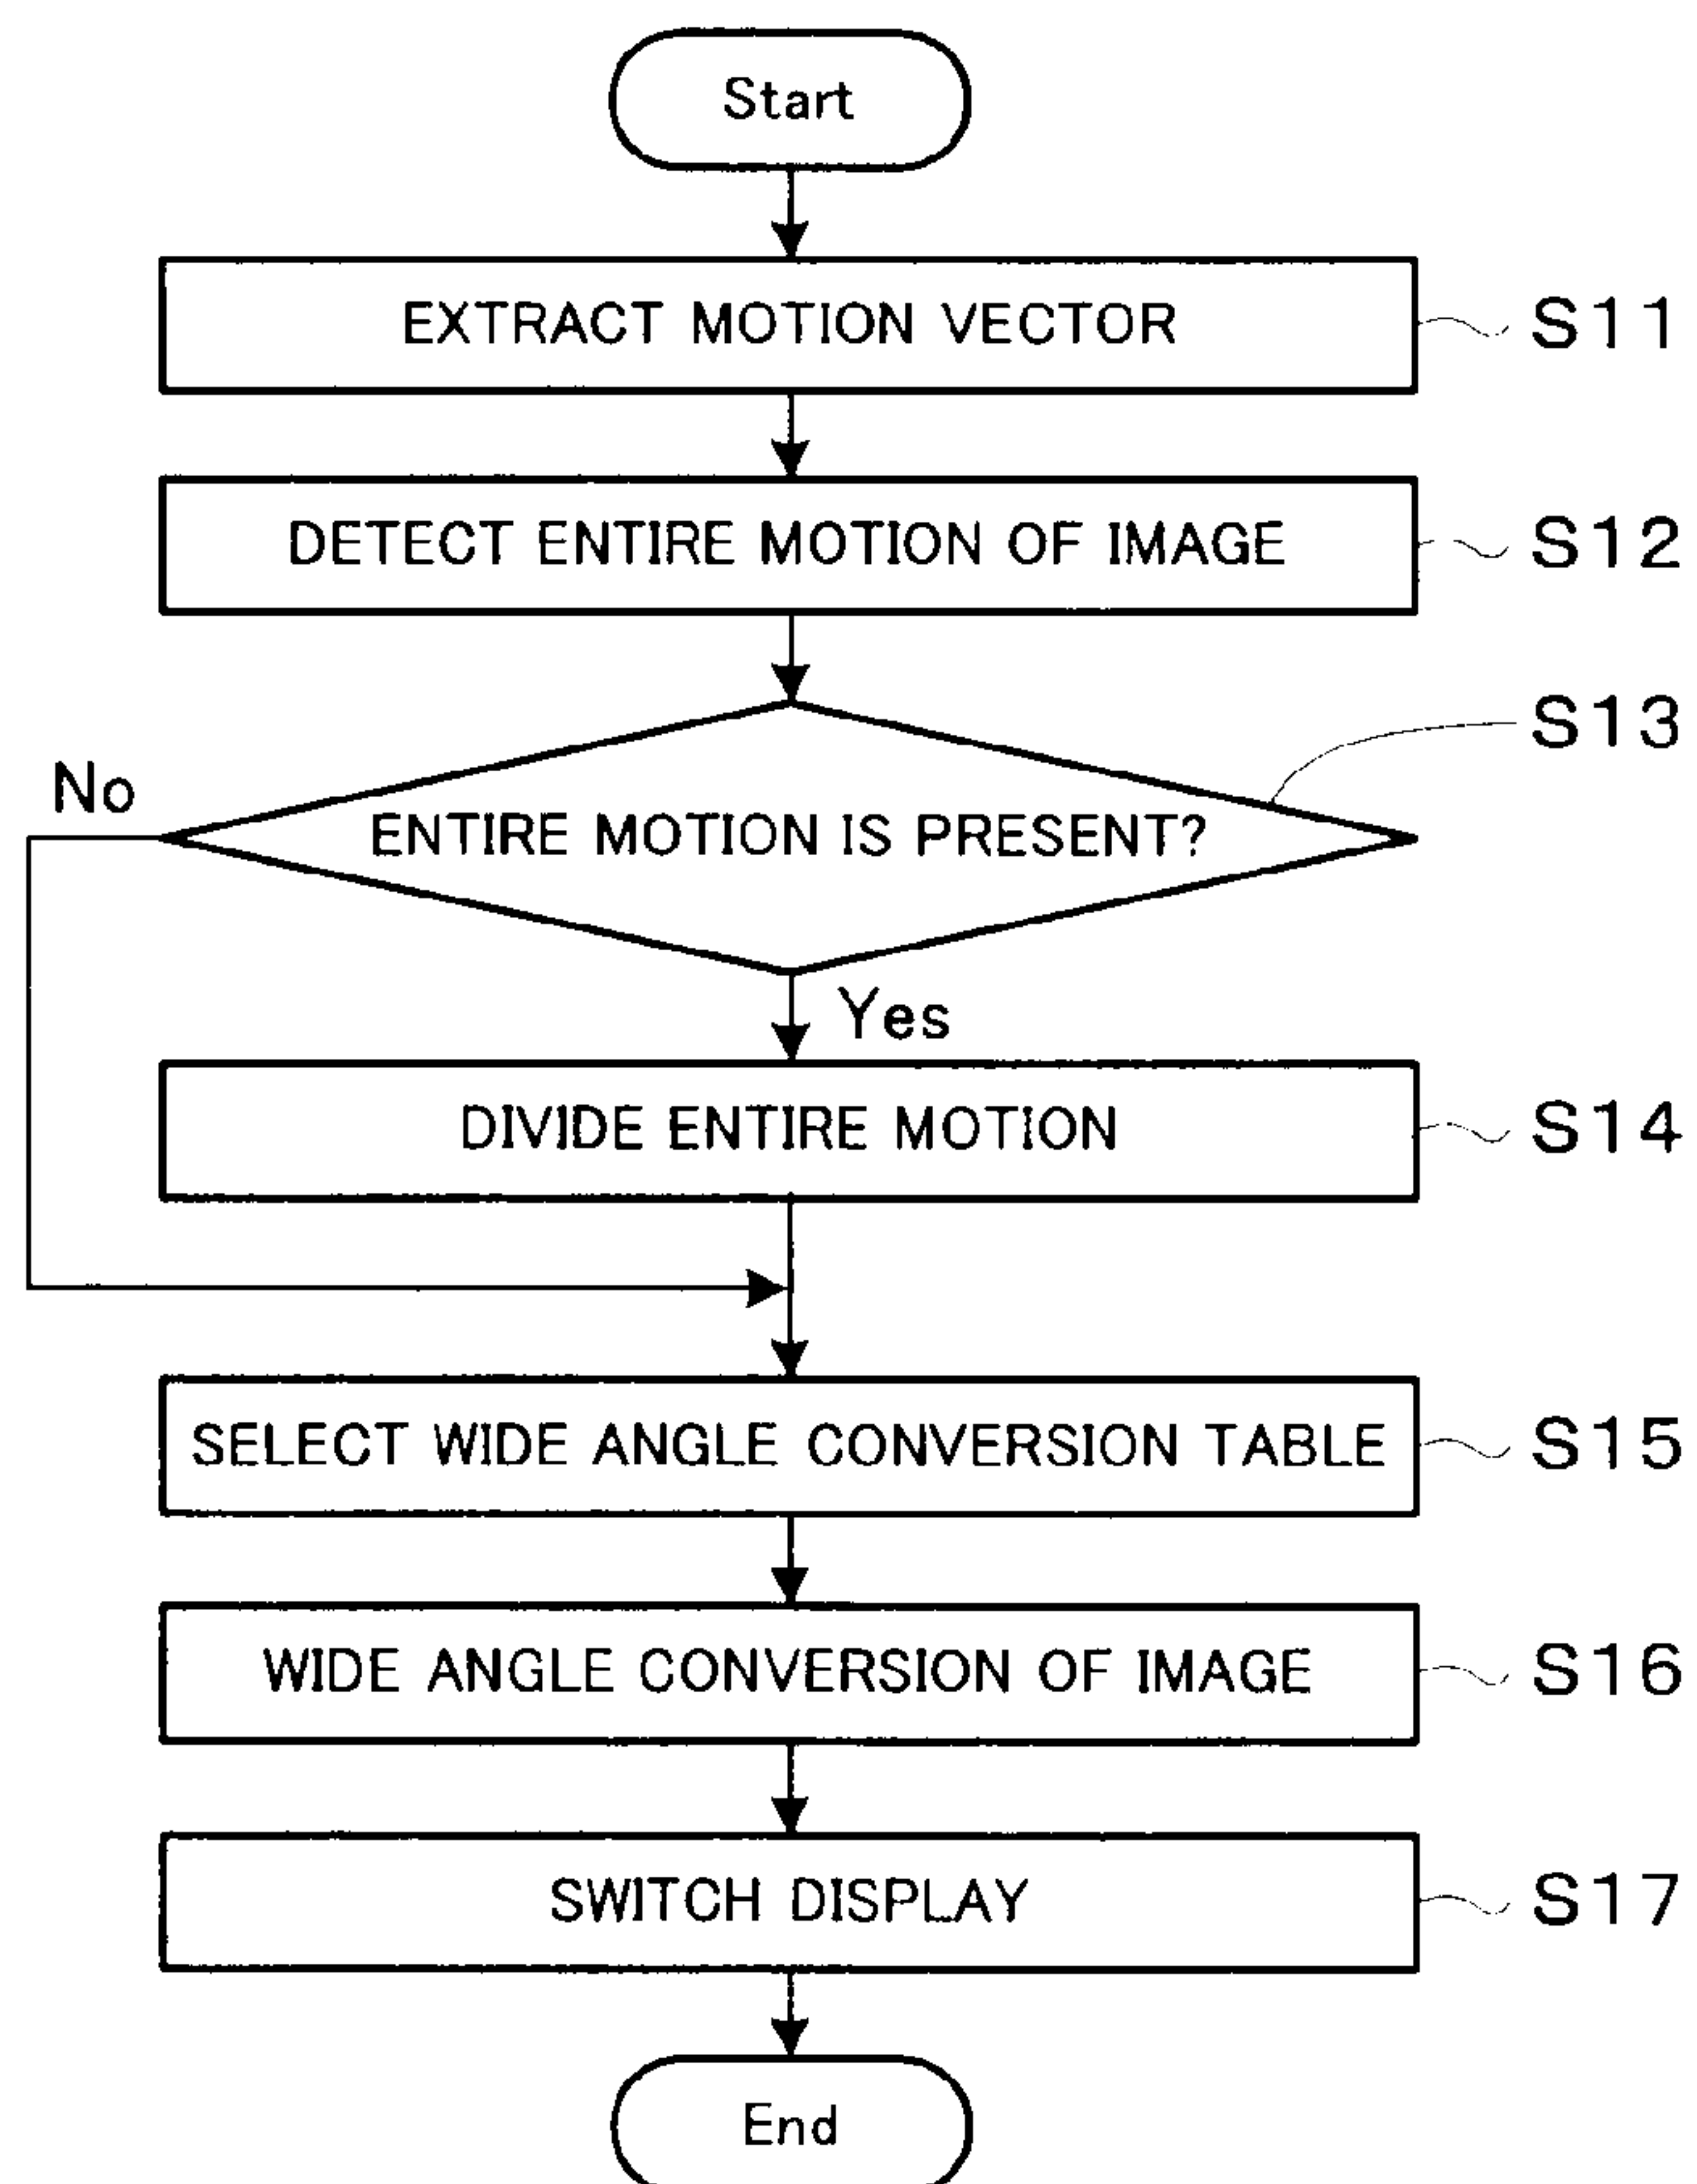 Start
EXTRACT MOTION VECTOR
S11
DETECT ENTIRE MOTION OF IMAGE
S12
S13
No
ENTIRE MOTION IS PRESENT?
Yes
DIVIDE ENTIRE MOTION
S14
SELECT WIDE ANGLE CONVERSION TABLE
S15
WIDE ANGLE CONVERSION OF IMAGE
S16
SWITCH DISPLAY
S17
End